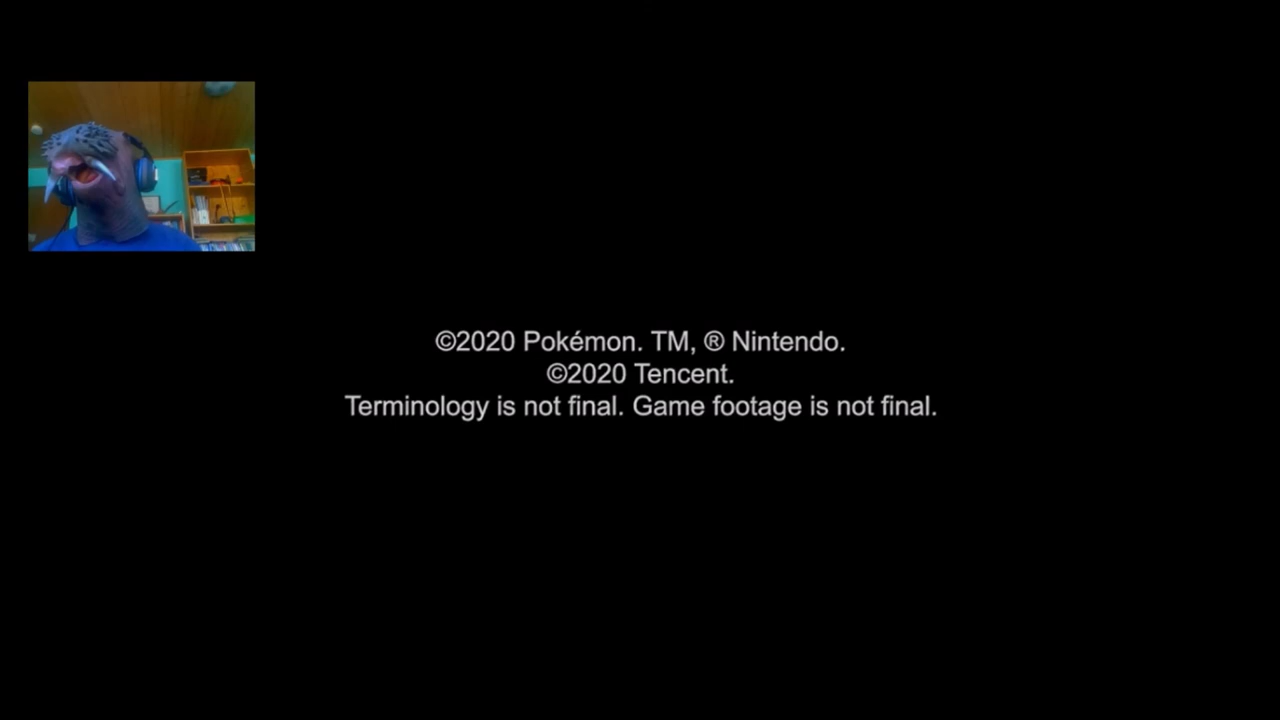 ©2020 Pokémon. TM, ® Nintendo.
©2020 Tencent.
Terminology is not final. Game footage is not final.